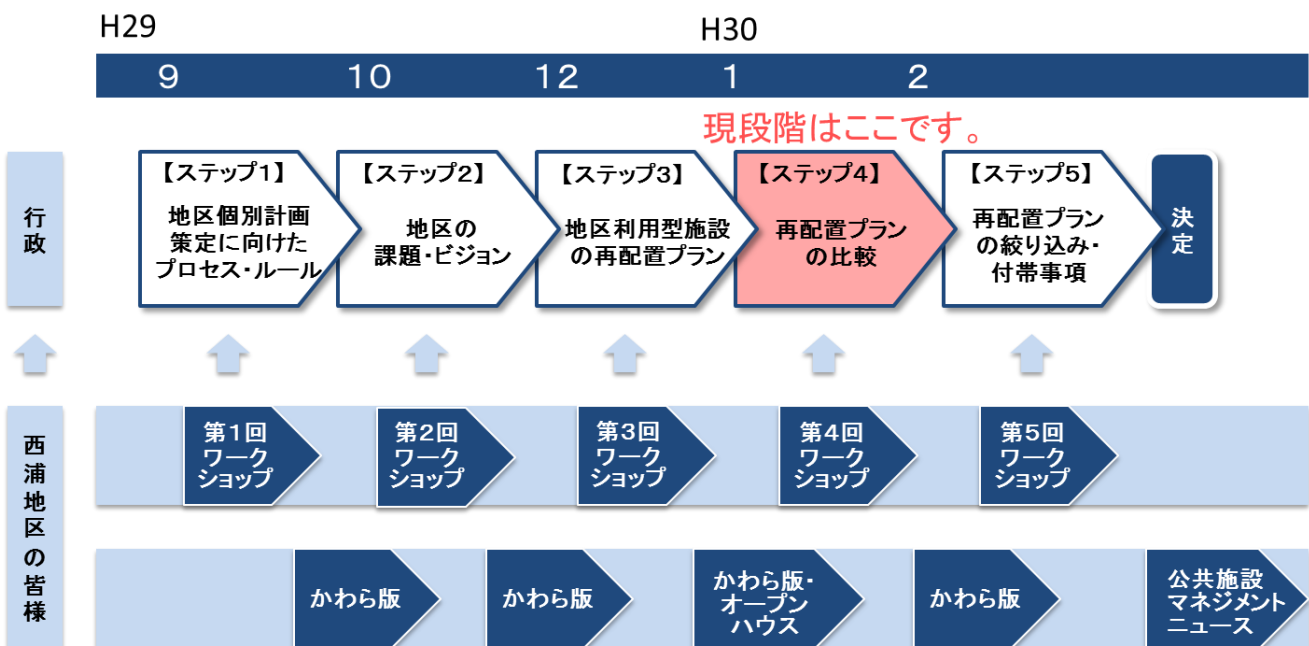 H29
H30
9
10
12
1
2
現段階はここです。
行政
【ステップ1】
地区個別計画
策定に向けた
プロセス・ルール
【ステップ2】
地区の
課題・ビジョン
【ステップ3】
地区利用型施設
の再配置プラン
【ステップ4】
再配置プラン
の比較
【ステップ5】
再配置プラン
の絞り込み・
付帯事項
決定
西浦地区の皆様
第1回
ワーク
ショップ
第2回
ワーク
ショップ
第3回
ワーク
ショップ
第4回
ワーク
ショップ
第5回
ワーク
ショップ
かわら版
かわら版
かわら版・
オープン
ハウス
かわら版
公共施設
マネジメント
ニュース